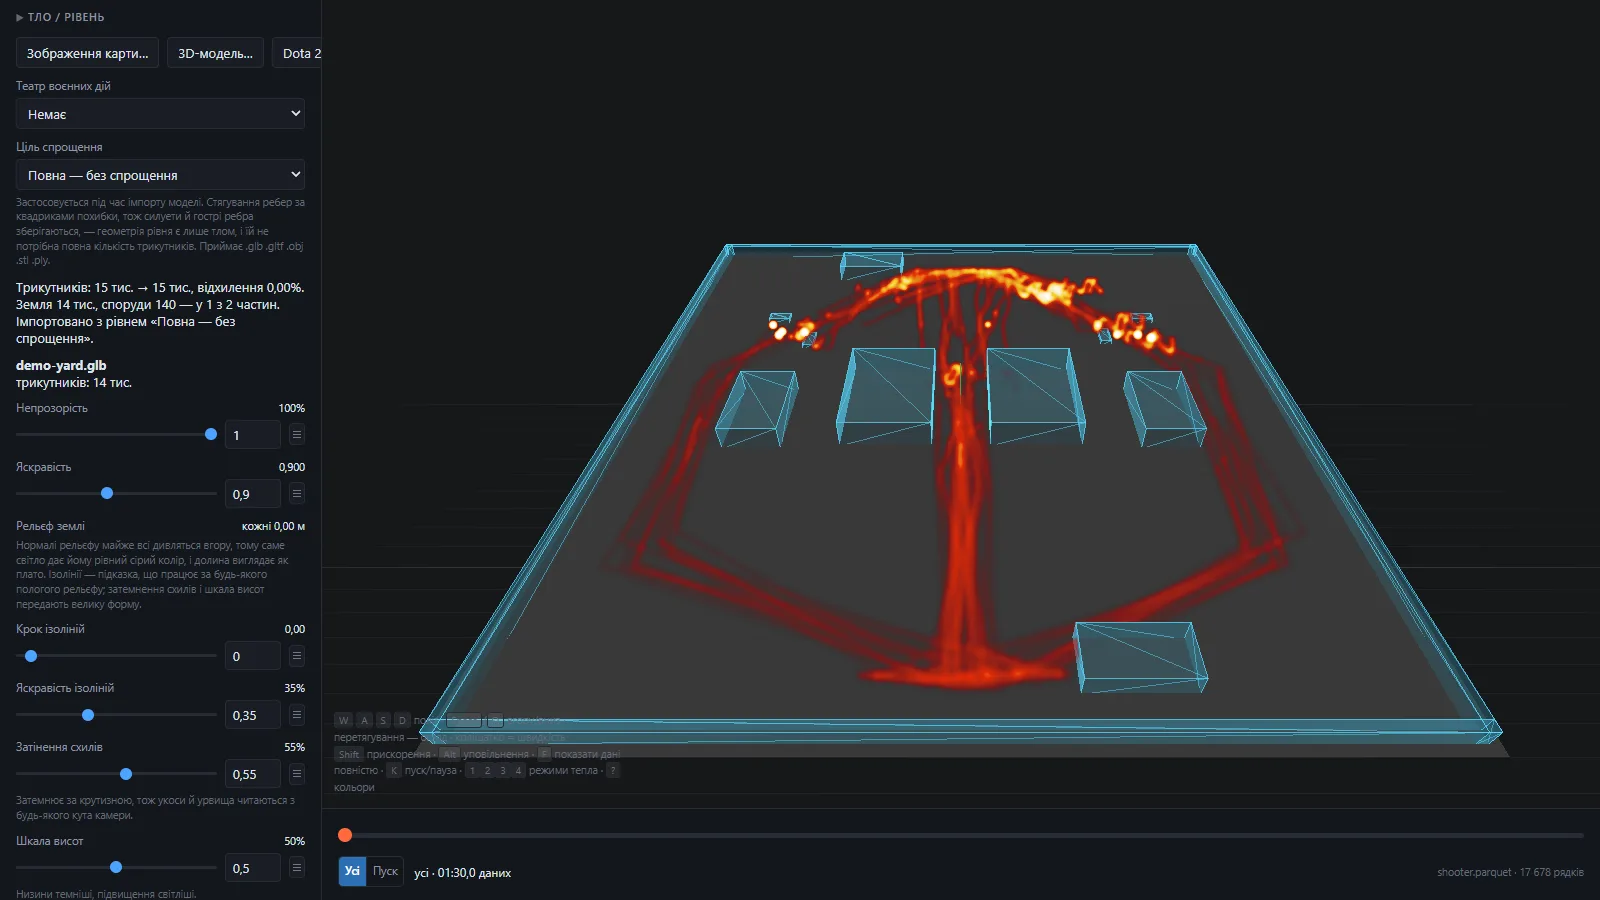 ▶ ТЛО / РІВЕНЬ
Зображення карти...
3D-модель...
Dota 2
Театр воєнних дій
Немає
Ціль спрощення
Повна — без спрощення
Застосовується під час імпорту моделі. Стягування ребер за
квадриками похибки, тож силуети й гострі ребра
зберігаються, — геометрія рівня є лише тлом, і їй не
потрібна повна кількість трикутників. Приймає .glb .gltf .obj
.stl .ply.
Трикутників: 15 тис. → 15 тис., відхилення 0,00%.
Земля 14 тис., споруди 140 — у 1 з 2 частин.
Імпортовано з рівнем «Повна — без
спрощення».
demo-yard.glb
трикутників: 14 тис.
Непрозорість 100%
1
Яскравість 0,900
0,9
Рельєф землі кожні 0,00 м
Нормалі рельєфу майже всі дивляться вгору, тому саме
світло дає йому рівний сірий колір, і долина виглядає як
плато. Ізолінії — підказка, що працює за будь-якого
пологого рельєфу; затемнення схилів і шкала висот
передають велику форму.
Крок ізоліній 0,00
0
Яскравість ізоліній 35%
0,35
Затінення схилів 55%
0,55
Затемнює за крутизною, тож укоси й урвища читаються з
будь-якого кута камери.
Шкала висот 50%
0,5
Низини темніші, підвищення світліші.
W A S D
перетягування —
Shift прискорення · Alt уповільнення · F показати дані
повністю · K пуск/пауза · 1 2 3 4 режими тепла · ?
кольори
Усі Пуск усі · 01:30,0 даних
shooter.parquet · 17 678 рядків